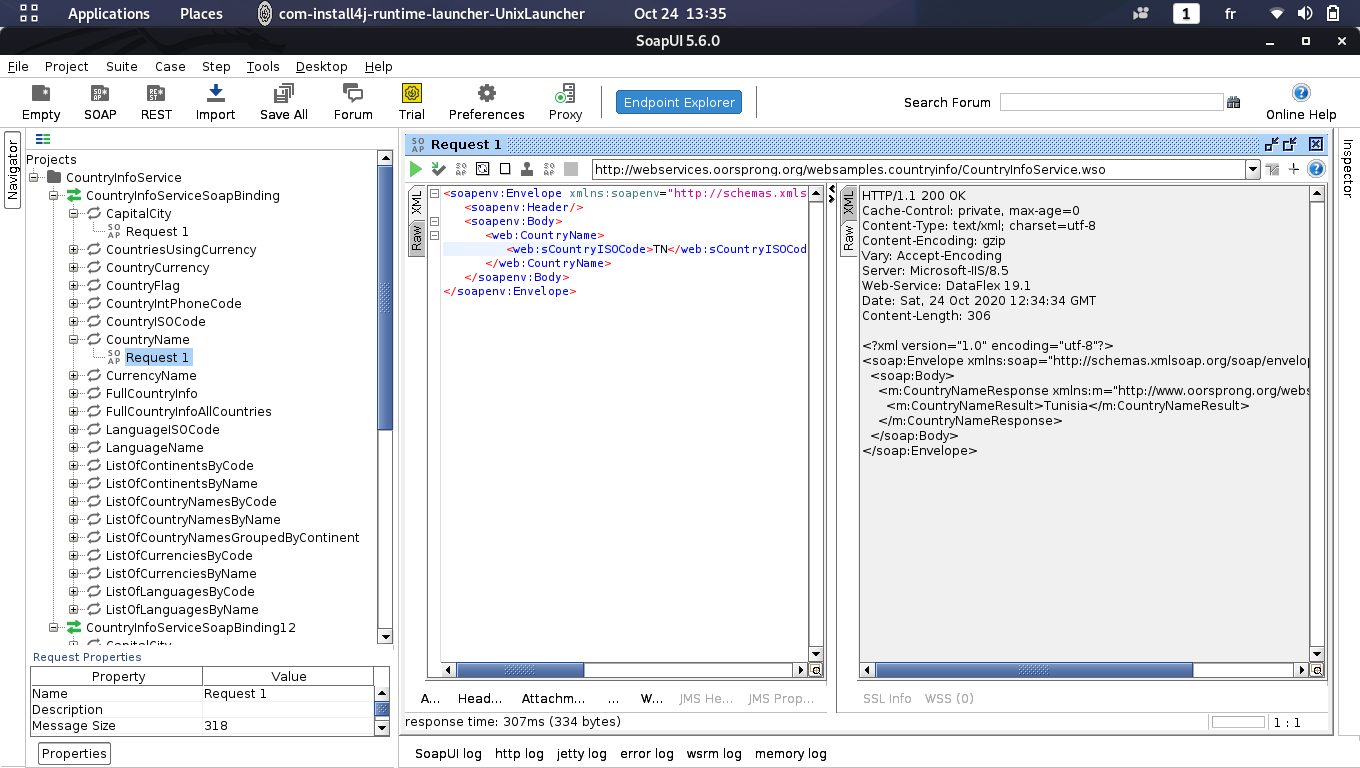 Applications Places com-install4j-runtime-launcher-UnixLauncher Oct 24 13:35 1 fr
SoapUI 5.6.0
File Project Suite Case Step Tools Desktop Help
Empty SOAP REST Import Save All Forum Trial Preferences Proxy Endpoint Explorer Search Forum Online Help
Navigator
Projects
CountryInfoService
CountryInfoServiceSoapBinding
CapitalCity
Request 1
CountriesUsingCurrency
CountryCurrency
CountryFlag
CountryIntPhoneCode
CountryISOCode
CountryName
Request 1
CurrencyName
FullCountryInfo
FullCountryInfoAllCountries
LanguageISOCode
LanguageName
ListOfContinentsByCode
ListOfContinentsByName
ListOfCountryNamesByCode
ListOfCountryNamesByName
ListOfCountryNamesGroupedByContinent
ListOfCurrenciesByCode
ListOfCurrenciesByName
ListOfLanguagesByCode
ListOfLanguagesByName
CountryInfoServiceSoapBinding12
CapitalCity
Request Properties
Property Value
Name Request 1
Description
Message Size 318
Properties
Request 1
http://webservices.oorsprong.org/websamples.countryinfo/CountryInfoService.wso
XML
Raw
<soapenv:Envelope xmlns:soapenv="http://schemas.xmls
<soapenv:Header/>
<soapenv:Body>
<web:CountryName>
<web:sCountryISOCode>TN</web:sCountryISOCod
</web:CountryName>
</soapenv:Body>
</soapenv:Envelope>
A... Head... Attachm... ... W... JMS He... JMS Prop...
XML
Raw
HTTP/1.1 200 OK
Cache-Control: private, max-age=0
Content-Type: text/xml; charset=utf-8
Content-Encoding: gzip
Vary: Accept-Encoding
Server: Microsoft-IIS/8.5
Web-Service: DataFlex 19.1
Date: Sat, 24 Oct 2020 12:34:34 GMT
Content-Length: 306
<?xml version="1.0" encoding="utf-8"?>
<soap:Envelope xmlns:soap="http://schemas.xmlsoap.org/soap/envelop
<soap:Body>
<m:CountryNameResponse xmlns:m="http://www.oorsprong.org/webs
<m:CountryNameResult>Tunisia</m:CountryNameResult>
</m:CountryNameResponse>
</soap:Body>
</soap:Envelope>
SSL Info WSS (0)
response time: 307ms (334 bytes) 1 : 1
SoapUI log http log jetty log error log wsrm log memory log
Inspector